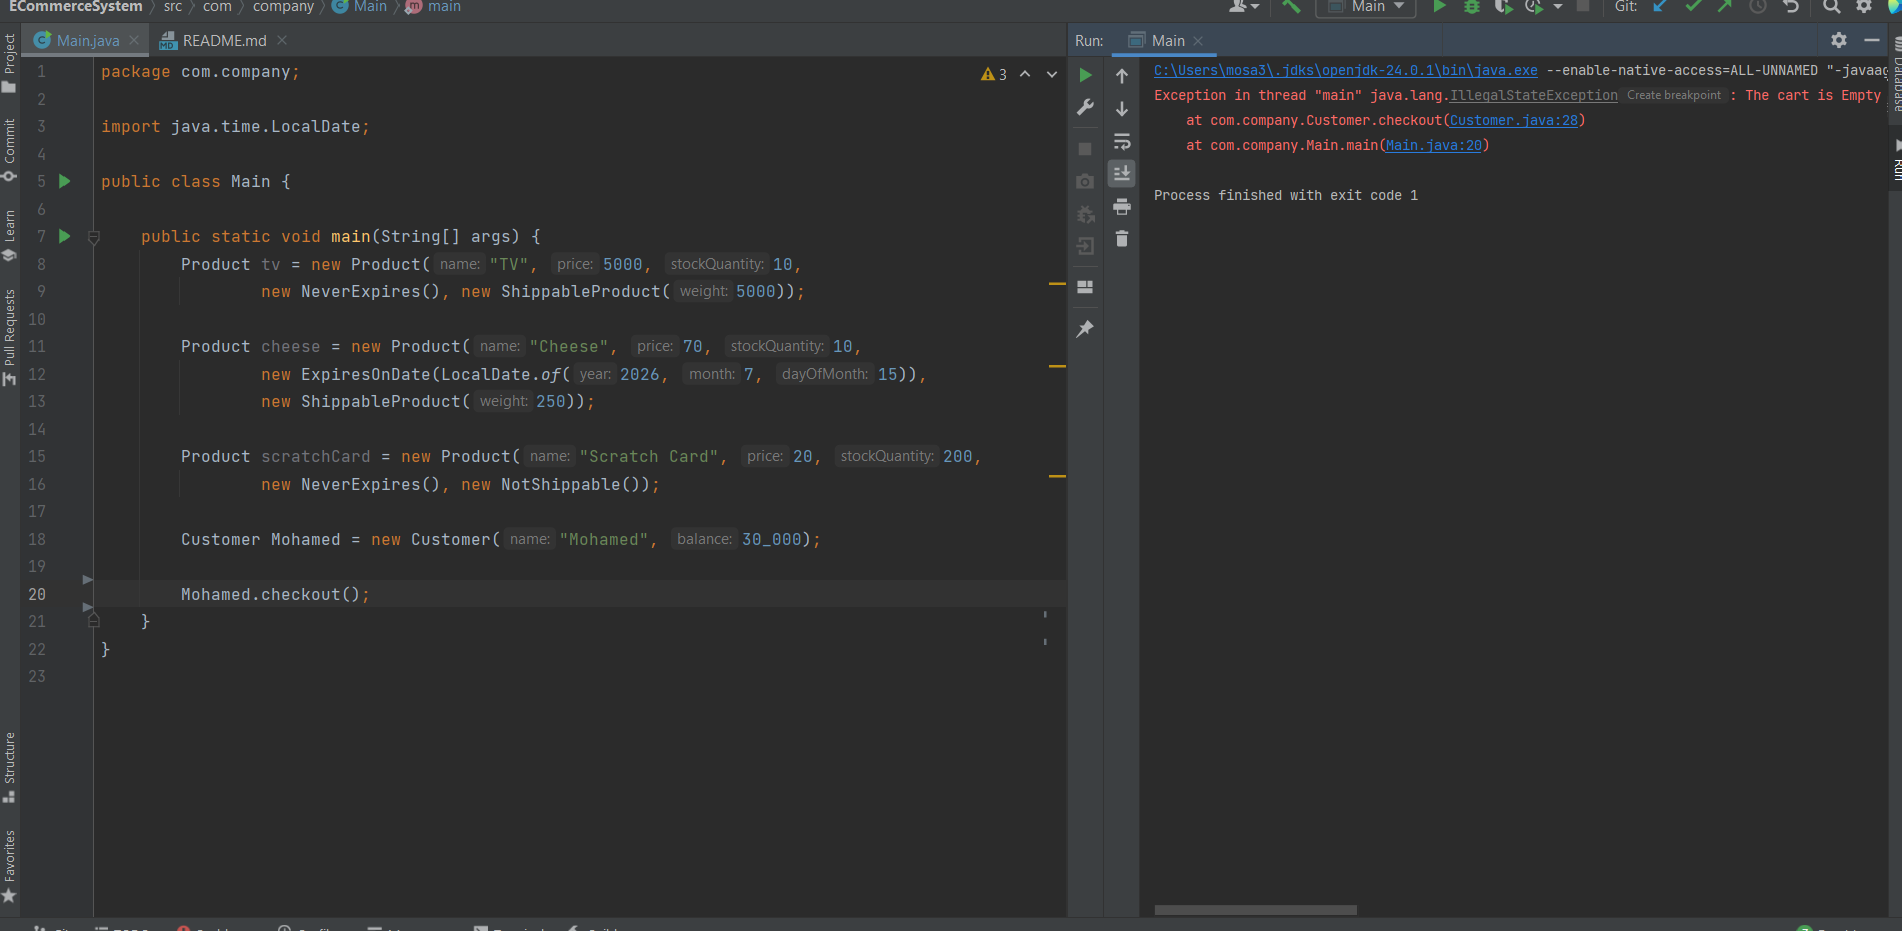 ECommerceSystem src com company Main main
Main Git:
Main.java README.md
Run: Main
Project
Commit
Learn
Pull Requests
Structure
Favorites
1 package com.company;
2
3 import java.time.LocalDate;
4
5 public class Main {
6
7 public static void main(String[] args) {
8 Product tv = new Product( name: "TV", price: 5000, stockQuantity: 10,
9 new NeverExpires(), new ShippableProduct( weight: 5000));
10
11 Product cheese = new Product( name: "Cheese", price: 70, stockQuantity: 10,
12 new ExpiresOnDate(LocalDate.of( year: 2026, month: 7, dayOfMonth: 15)),
13 new ShippableProduct( weight: 250));
14
15 Product scratchCard = new Product( name: "Scratch Card", price: 20, stockQuantity: 200,
16 new NeverExpires(), new NotShippable());
17
18 Customer Mohamed = new Customer( name: "Mohamed", balance: 30_000);
19
20 Mohamed.checkout();
21 }
22 }
23
3
C:\Users\mosa3\.jdks\openjdk-24.0.1\bin\java.exe --enable-native-access=ALL-UNNAMED "-javaag
Exception in thread "main" java.lang.IllegalStateException Create breakpoint : The cart is Empty
at com.company.Customer.checkout(Customer.java:28)
at com.company.Main.main(Main.java:20)
Process finished with exit code 1
Database
Run